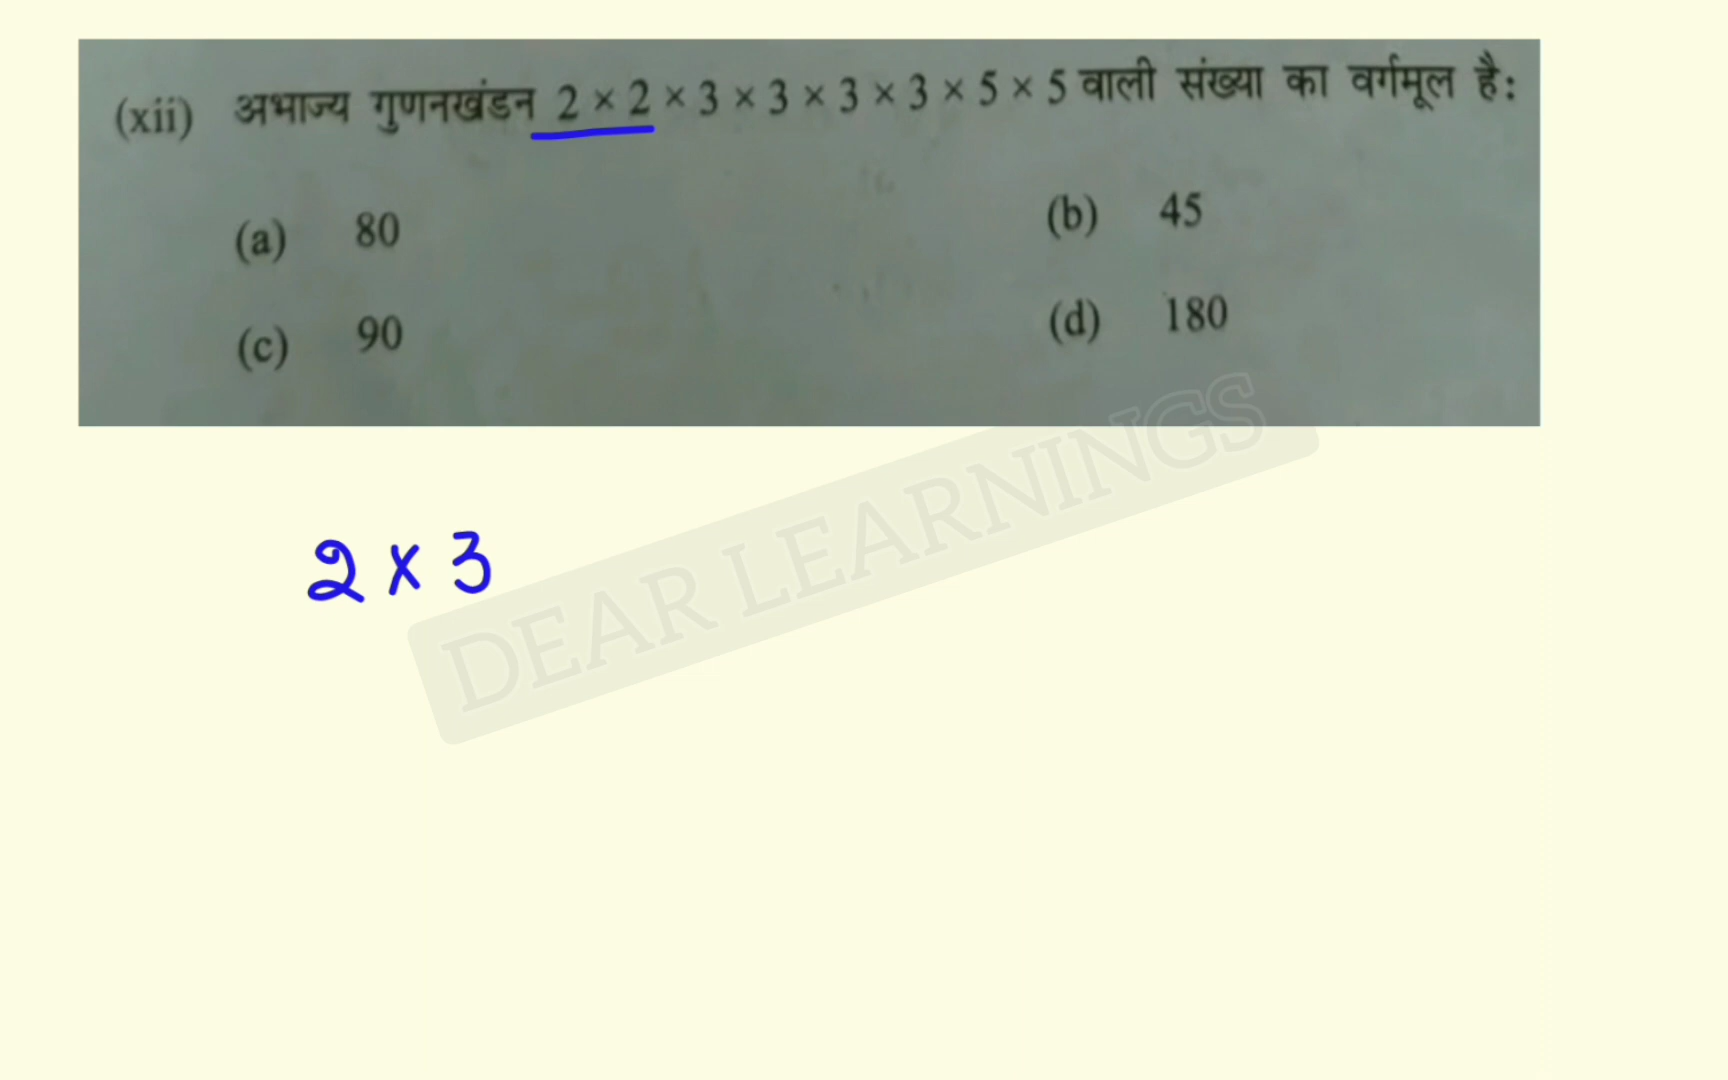 (xii) अभाज्य गुणनखंडन 2 × 2 × 3 × 3 × 3 × 3 × 5 × 5 वाली संख्या का वर्गमूल है:
(a) 80 (b) 45
(c) 90 (d) 180
2 × 3
DEAR LEARNINGS